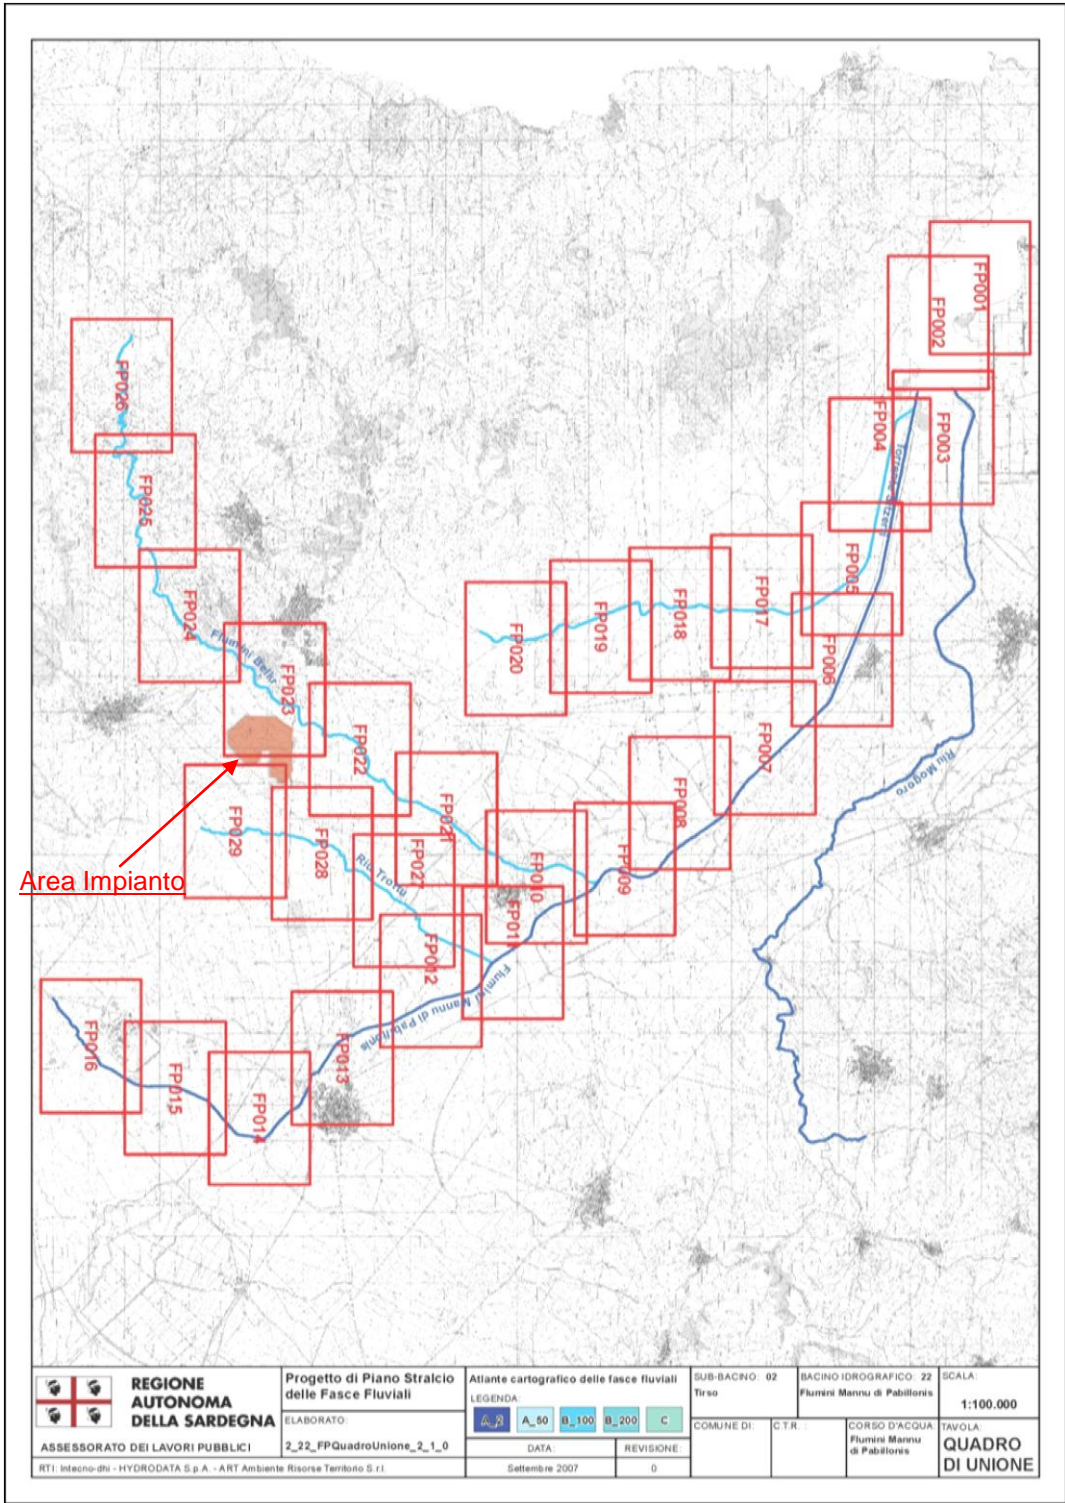 FP001
FP002
FP003
FP004
Torrente Sitzerri
FP005
FP006
FP017
FP018
FP019
FP020
FP007
FP008
FP009
Riu Mogoro
FP026
FP025
FP024
Flumini Bellu
FP023
FP022
FP021
FP010
FP011
FP029
FP028
Riu Trottu
FP027
FP012
Flumini Mannu di Pabillonis
FP013
FP014
FP015
FP016
Area Impianto
REGIONE
AUTONOMA
DELLA SARDEGNA
ASSESSORATO DEI LAVORI PUBBLICI
Progetto di Piano Stralcio
delle Fasce Fluviali
ELABORATO:
2_22_FPQuadroUnione_2_1_0
Atlante cartografico delle fasce fluviali
LEGENDA:
A_2 A_50 B_100 B_200 C
DATA: REVISIONE:
Settembre 2007 0
SUB-BACINO: 02
Tirso
BACINO IDROGRAFICO: 22
Flumini Mannu di Pabillonis
SCALA:
1:100.000
COMUNE DI:
C.T.R. :
CORSO D'ACQUA
Flumini Mannu
di Pabillonis
TAVOLA:
QUADRO
DI UNIONE
RTI: Intecno-dhi - HYDRODATA S.p.A. - ART Ambiente Risorse Territorio S.r.l.